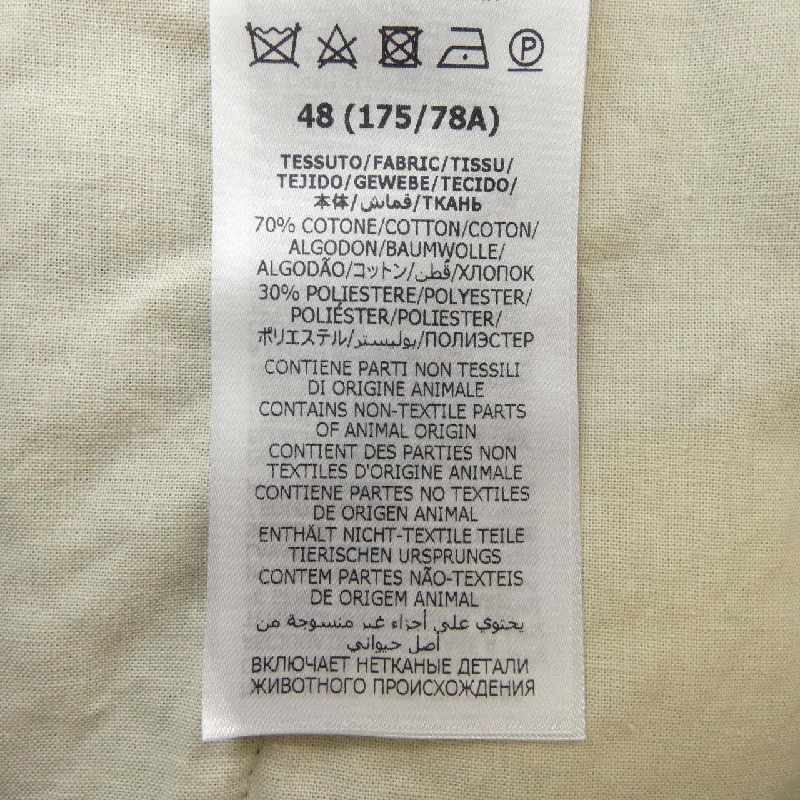 P
48 (175/78A)
TESSUTO/FABRIC/TISSU/
TEJIDO/GEWEBE/TECIDO/
本体/قماش/ТКАНЬ
70% COTONE/COTTON/COTON/
ALGODON/BAUMWOLLE/
ALGODÃO/コットン/قطن/ХЛОПОК
30% POLIESTERE/POLYESTER/
POLIÉSTER/POLIESTER/
ポリエステル/بوليستر/ПОЛИЭСТЕР
CONTIENE PARTI NON TESSILI
DI ORIGINE ANIMALE
CONTAINS NON-TEXTILE PARTS
OF ANIMAL ORIGIN
CONTIENT DES PARTIES NON
TEXTILES D'ORIGINE ANIMALE
CONTIENE PARTES NO TEXTILES
DE ORIGEN ANIMAL
ENTHÄLT NICHT-TEXTILE TEILE
TIERISCHEN URSPRUNGS
CONTEM PARTES NÃO-TEXTEIS
DE ORIGEM ANIMAL
يحتوي على أجزاء غير منسوجة من
أصل حيواني
ВКЛЮЧАЕТ НЕТКАНЫЕ ДЕТАЛИ
ЖИВОТНОГО ПРОИСХОЖДЕНИЯ